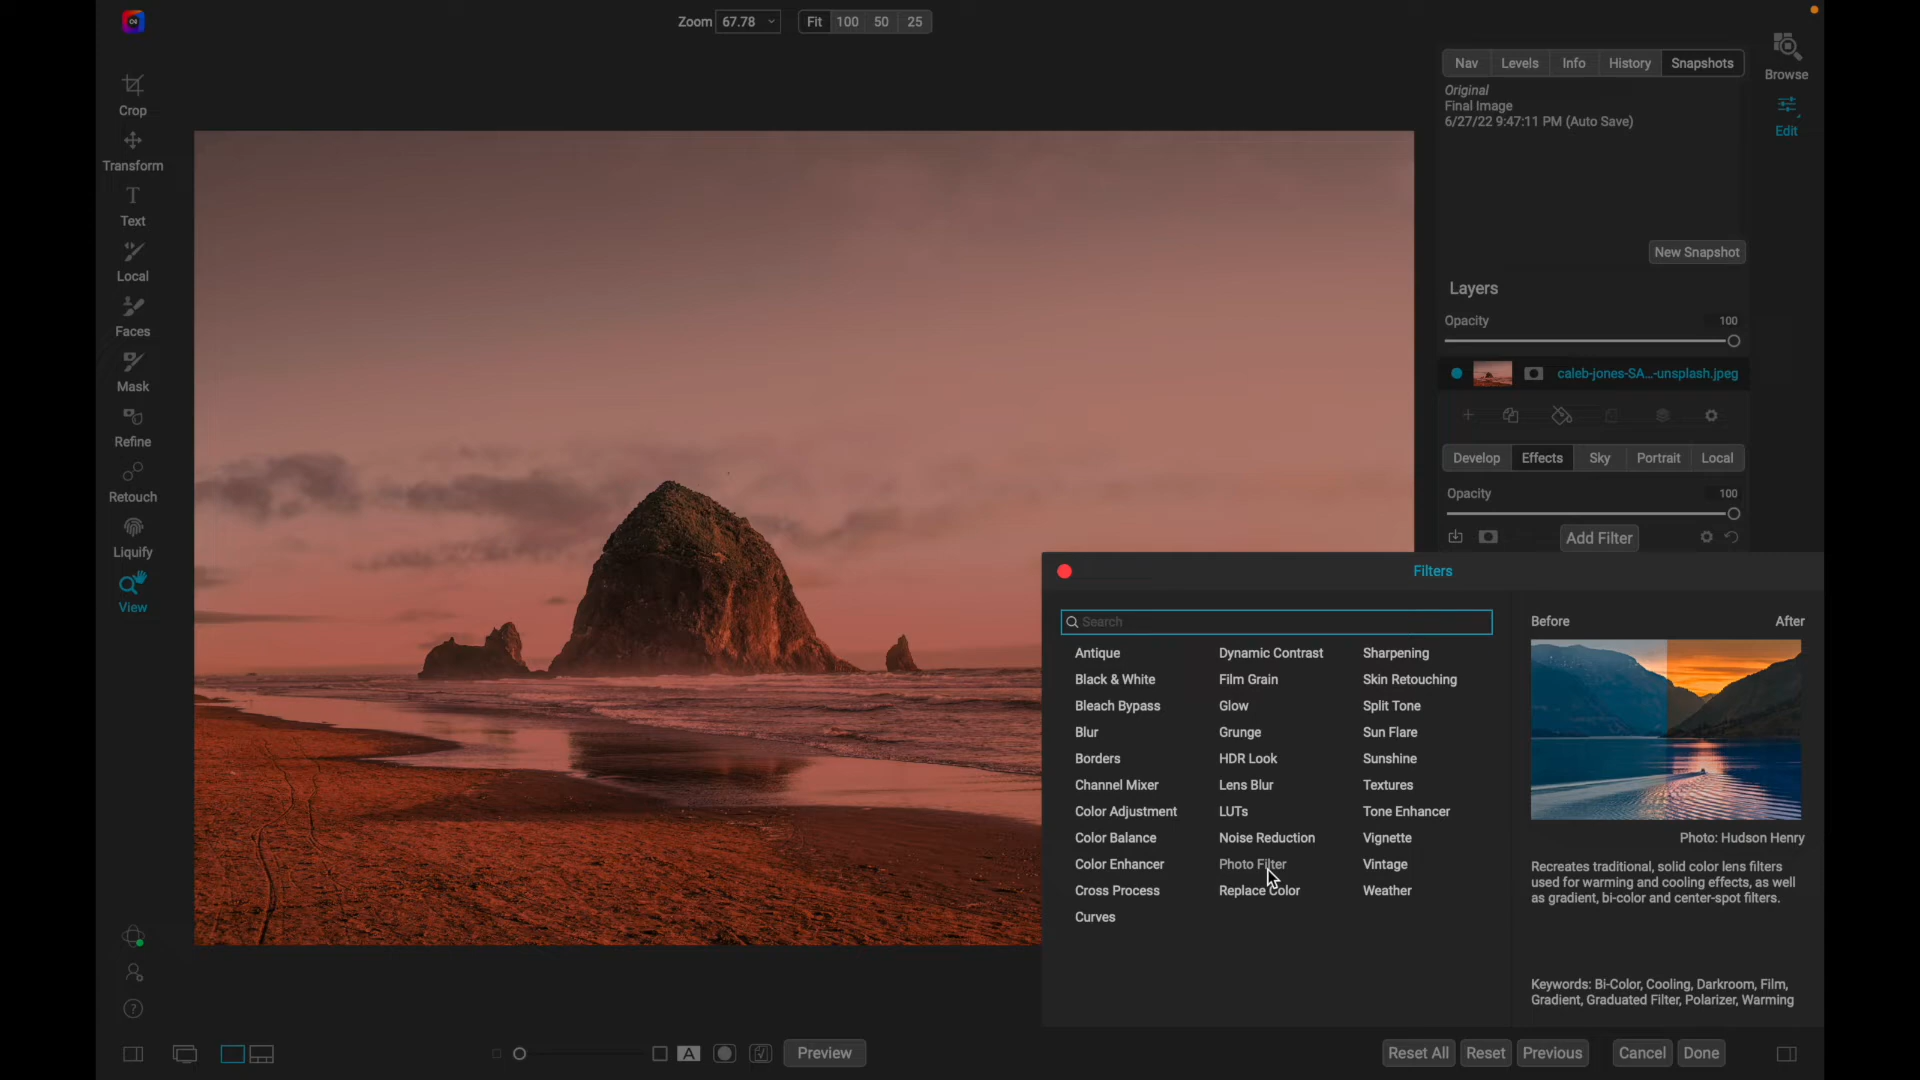 Zoom 67.78 Fit 100 50 25
Crop
Transform
Text
Local
Faces
Mask
Refine
Retouch
Liquify
View
Nav Levels Info History Snapshots
Original
Final Image
6/27/22 9:47:11 PM (Auto Save)
New Snapshot
Browse
Edit
Layers
Opacity 100
caleb-jones-SA...-unsplash.jpeg
Develop Effects Sky Portrait Local
Opacity 100
Add Filter
Filters
Search
Antique Dynamic Contrast Sharpening
Black & White Film Grain Skin Retouching
Bleach Bypass Glow Split Tone
Blur Grunge Sun Flare
Borders HDR Look Sunshine
Channel Mixer Lens Blur Textures
Color Adjustment LUTs Tone Enhancer
Color Balance Noise Reduction Vignette
Color Enhancer Photo Filter Vintage
Cross Process Replace Color Weather
Curves
Before After
Photo: Hudson Henry
Recreates traditional, solid color lens filters
used for warming and cooling effects, as well
as gradient, bi-color and center-spot filters.
Keywords: Bi-Color, Cooling, Darkroom, Film,
Gradient, Graduated Filter, Polarizer, Warming
A Preview
Reset All Reset Previous Cancel Done